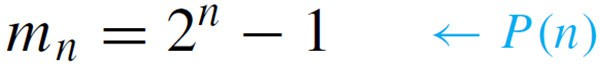 mₙ = 2ⁿ − 1 ← P(n)